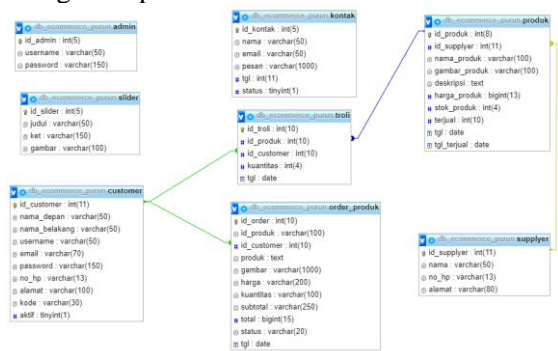 db_ecommerce_purun admin
id_admin : int(5)
username : varchar(50)
password : varchar(150)
db_ecommerce_purun slider
id_slider : int(5)
judul : varchar(50)
ket : varchar(150)
gambar : varchar(100)
db_ecommerce_purun customer
id_customer : int(11)
nama_depan : varchar(50)
nama_belakang : varchar(50)
username : varchar(50)
email : varchar(70)
password : varchar(150)
no_hp : varchar(13)
alamat : varchar(100)
kode : varchar(30)
aktif : tinyint(1)
db_ecommerce_purun kontak
id_kontak : int(5)
nama : varchar(50)
email : varchar(50)
pesan : varchar(1000)
tgl : int(11)
status : tinyint(1)
db_ecommerce_purun troli
id_troli : int(10)
id_produk : int(10)
id_customer : int(10)
kuantitas : int(4)
tgl : date
db_ecommerce_purun order_produk
id_order : int(10)
id_produk : varchar(100)
id_customer : int(10)
produk : text
gambar : varchar(1000)
harga : varchar(200)
kuantitas : varchar(100)
subtotal : varchar(250)
total : bigint(15)
status : varchar(20)
tgl : date
db_ecommerce_purun produk
id_produk : int(8)
id_supplyer : int(11)
nama_produk : varchar(100)
gambar_produk : varchar(100)
deskripsi : text
harga_produk : bigint(13)
stok_produk : int(4)
terjual : int(10)
tgl : date
tgl_terjual : date
db_ecommerce_purun supplyer
id_supplyer : int(11)
nama : varchar(50)
no_hp : varchar(13)
alamat : varchar(80)